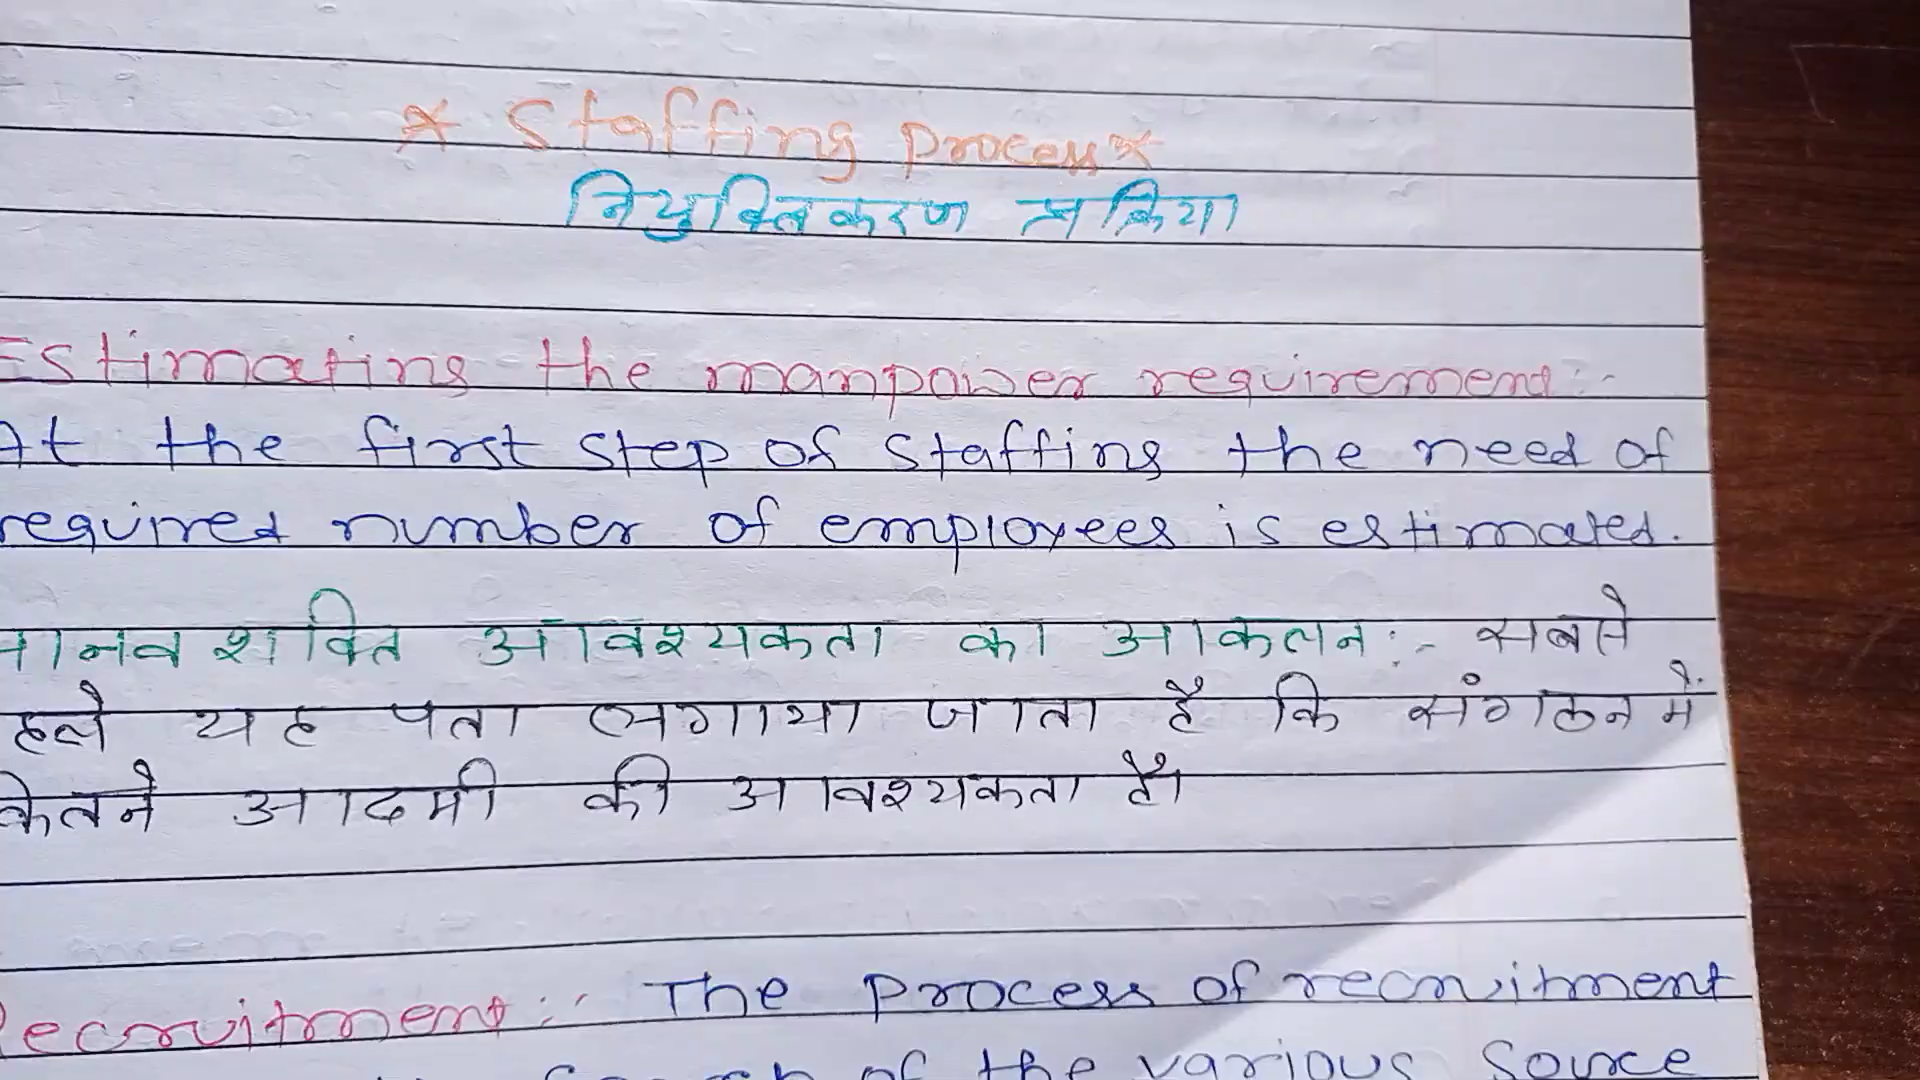 * Staffing process *
नियुक्तिकरण प्रक्रिया
Estimating the manpower requirement :-
At the first step of staffing the need of
required number of employees is estimated.
मानव शक्ति आवश्यकता का आकलन :- सबसे
हले यह पता लगाया जाता है कि संगठन में
कितने आदमी की आवश्यकता है।
Recruitment :- The process of recruitment
of the various source